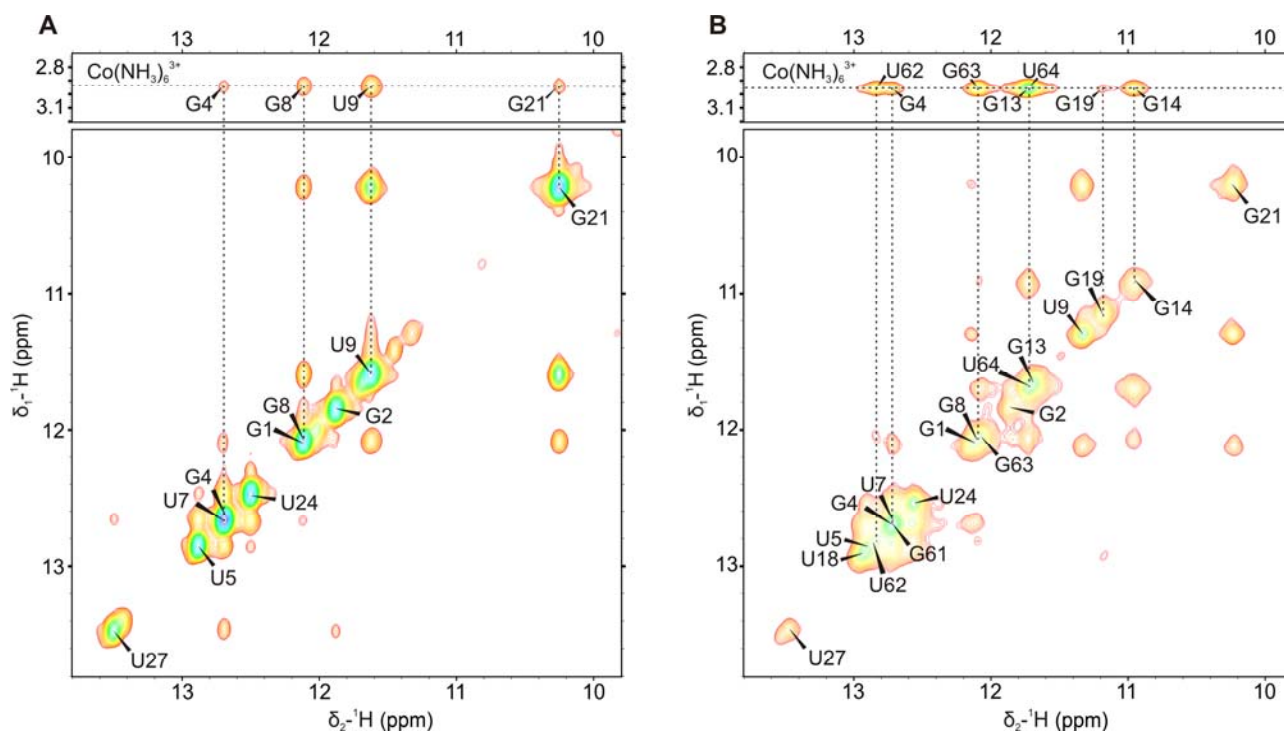 A
13 12 11 10
Co(NH3)6 3+
2.8
3.1
G4 G8 U9 G21
10
11
12
13
δ1-1H (ppm)
G21
U9
G8
G1
G2
G4
U7
U24
U5
U27
13 12 11 10
δ2-1H (ppm)
B
13 12 11 10
Co(NH3)6 3+
2.8
3.1
U62 G63 U64
G4 G13 G19 G14
10
11
12
13
δ1-1H (ppm)
G21
G19
U9
G14
G13
U64
G8
G2
G1
G63
U7
G4
U24
U5
U18
G61
U62
U27
13 12 11 10
δ2-1H (ppm)